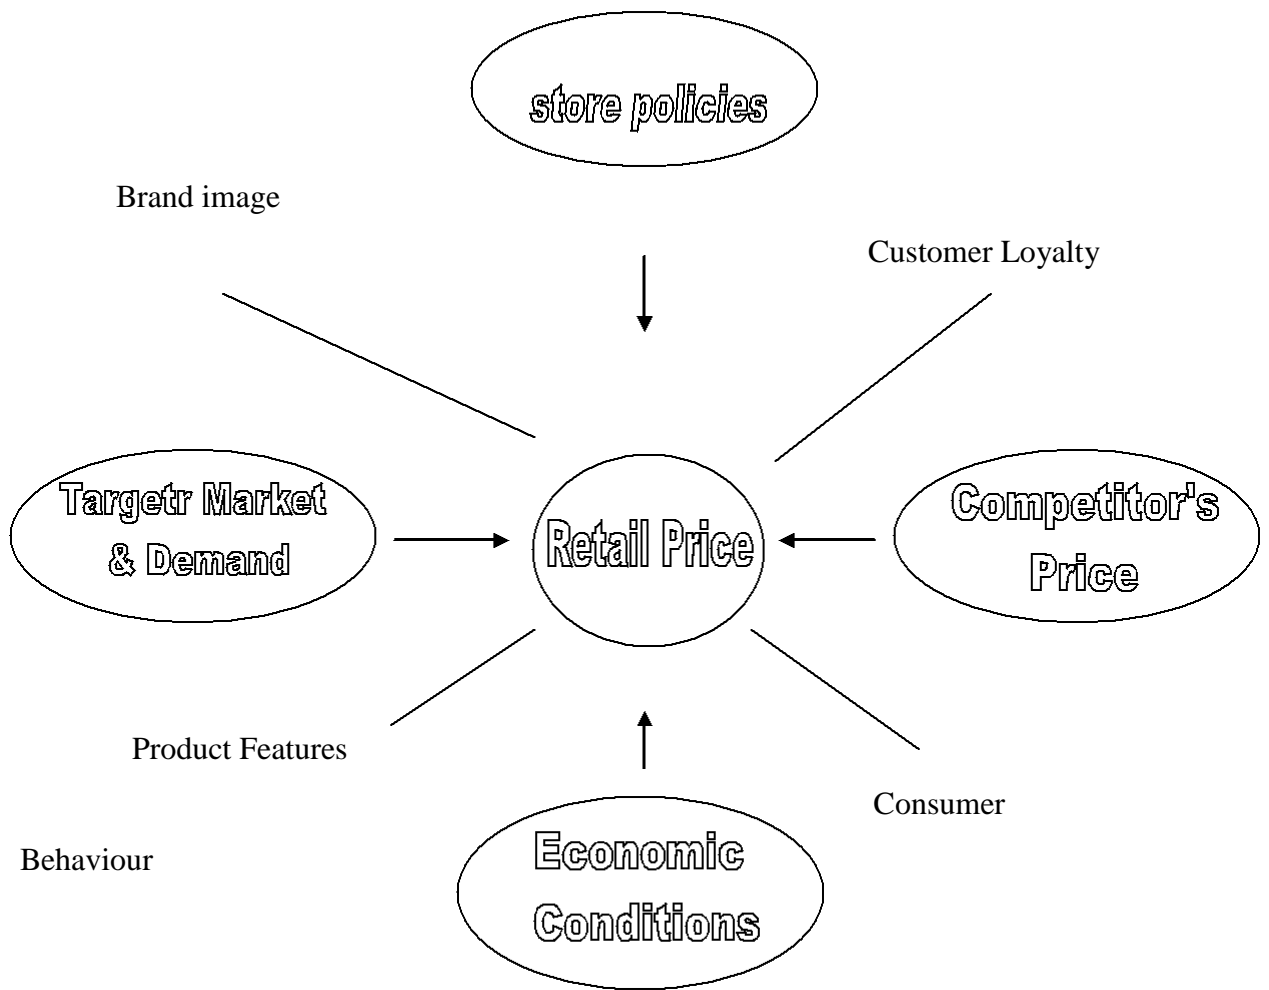 store policies
Brand image
Customer Loyalty
Targetr Market
& Demand
Retail Price
Competitor's
Price
Product Features
Consumer
Behaviour
Economic
Conditions